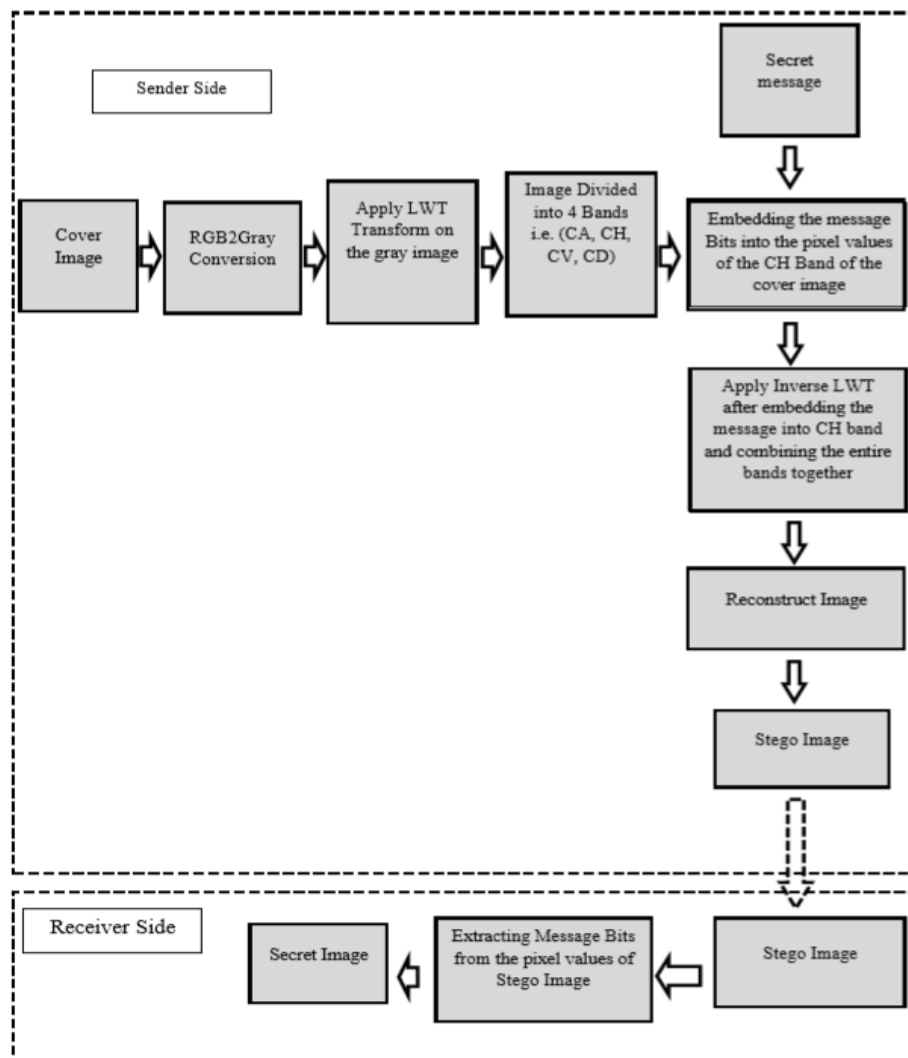 Sender Side
Secret
message
Cover
Image
RGB2Gray
Conversion
Apply LWT
Transform on
the gray image
Image Divided
into 4 Bands
i.e. (CA, CH,
CV, CD)
Embedding the message
Bits into the pixel values
of the CH Band of the
cover image
Apply Inverse LWT
after embedding the
message into CH band
and combining the entire
bands together
Reconstruct Image
Stego Image
Receiver Side
Stego Image
Extracting Message Bits
from the pixel values of
Stego Image
Secret Image